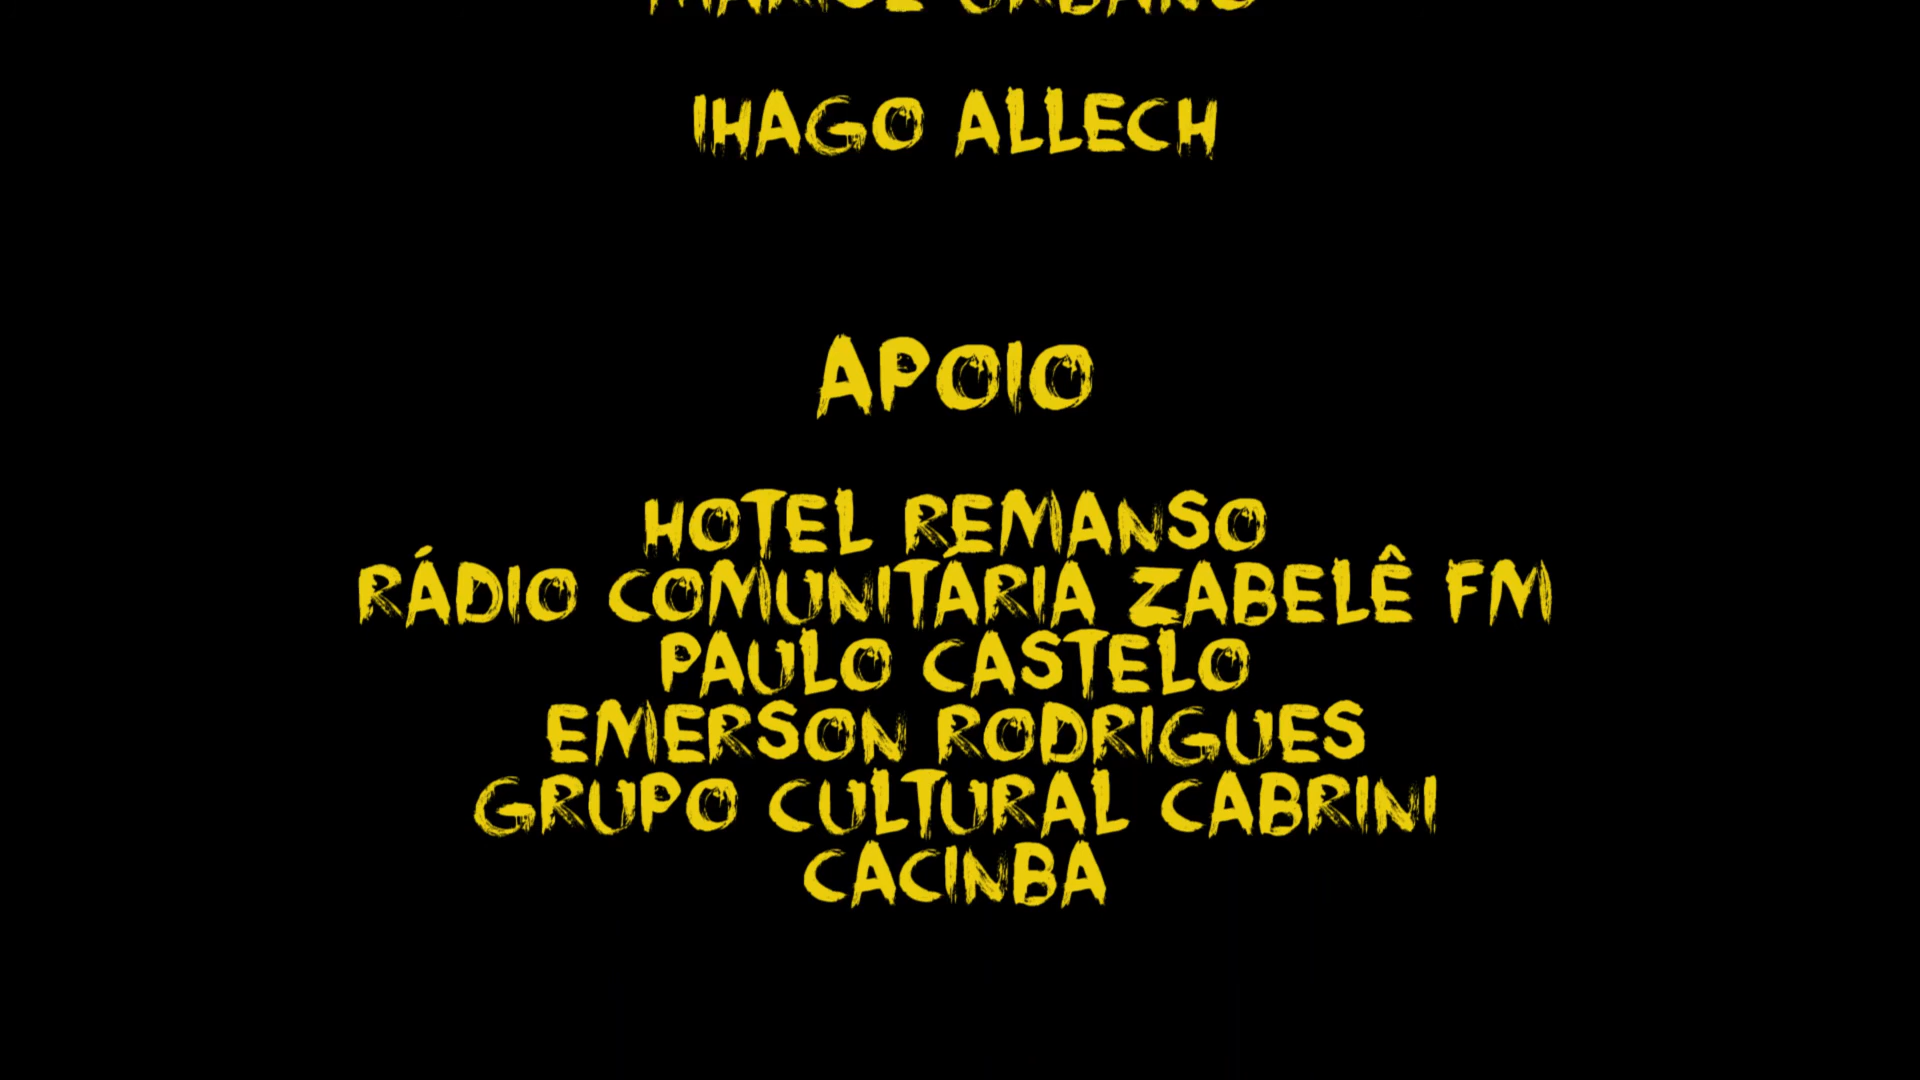 IHAGO ALLECH
APOIO
HOTEL REMANSO
RÁDIO COMUNITÁRIA ZABELÊ FM
PAULO CASTELO
EMERSON RODRIGUES
GRUPO CULTURAL CABRINI
CACINBA